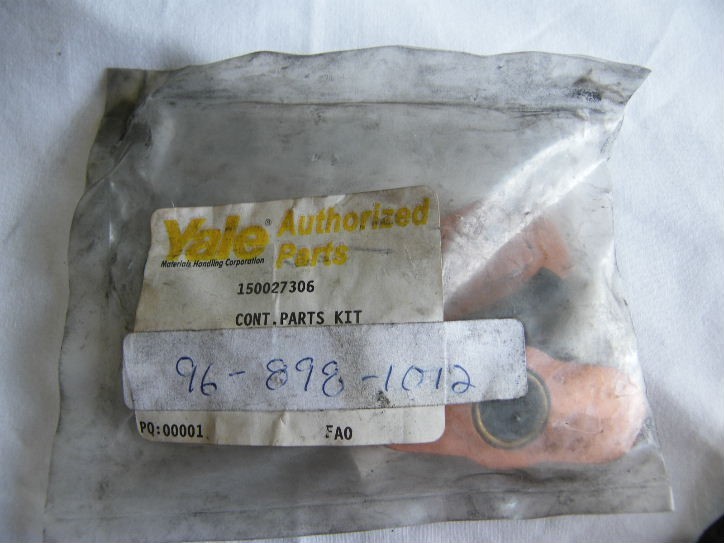 Yale® Authorized
Materials Handling Corporation Parts
150027306
CONT.PARTS KIT
96-898-1012
PQ:00001 FAO